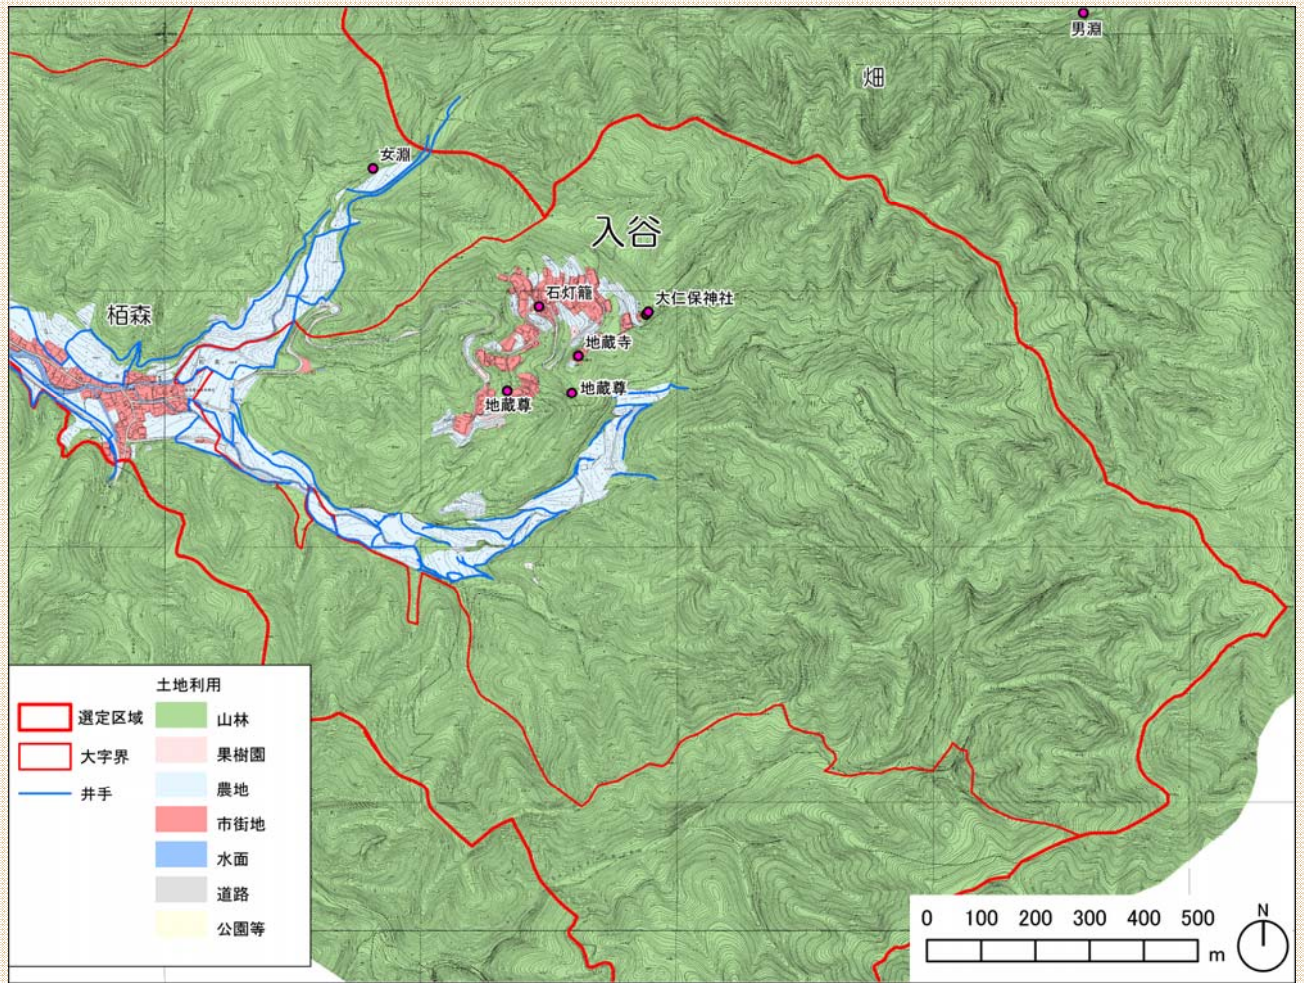 男淵
畑
女淵
入谷
石灯籠
大仁保神社
栢森
地蔵寺
地蔵尊
地蔵尊
土地利用
選定区域
大字界
井手
山林
果樹園
農地
市街地
水面
道路
公園等
0 100 200 300 400 500
m
N